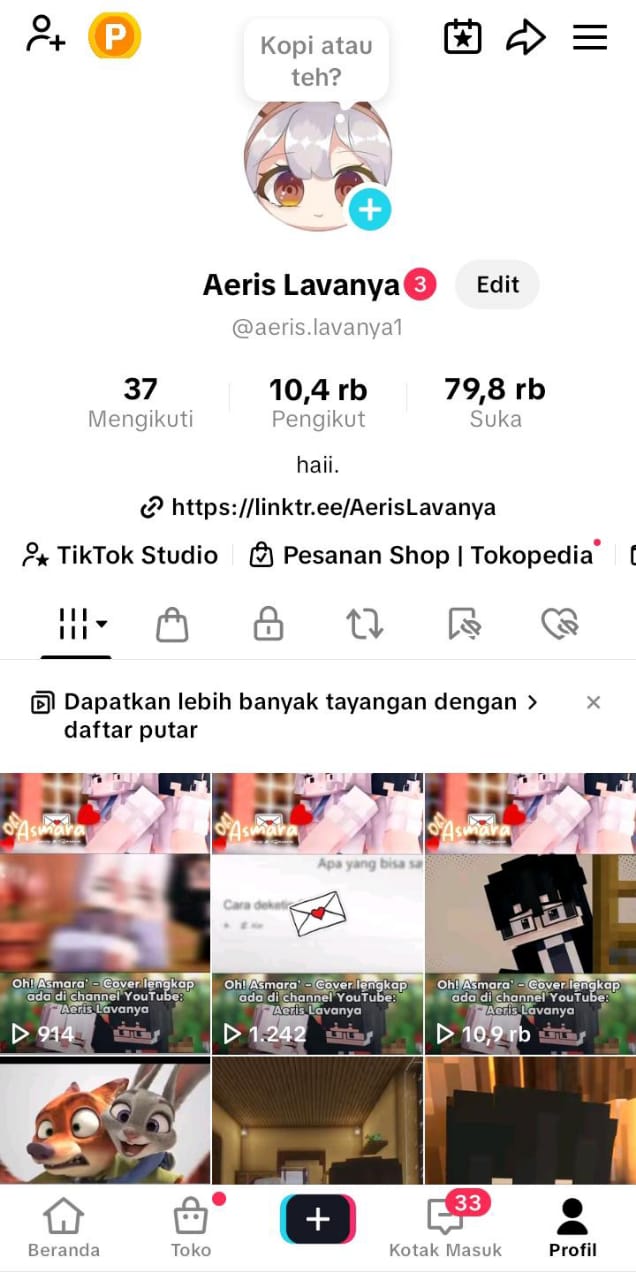 P
Kopi atau
teh?
Aeris Lavanya 3 Edit
@aeris.lavanya1
37 10,4 rb 79,8 rb
Mengikuti Pengikut Suka
haii.
https://linktr.ee/AerisLavanya
TikTok Studio Pesanan Shop | Tokopedia
Dapatkan lebih banyak tayangan dengan
daftar putar
Oh! Asmara Oh! Asmara Oh! Asmara
Apa yang bisa sa
Cara deketi
Oh! Asmara' - Cover lengkap
ada di channel YouTube:
Aeris Lavanya
914
Oh! Asmara' - Cover lengkap
ada di channel YouTube:
Aeris Lavanya
1.242
Oh! Asmara' - Cover lengkap
ada di channel YouTube:
Aeris Lavanya
10,9 rb
33
Beranda Toko Kotak Masuk Profil